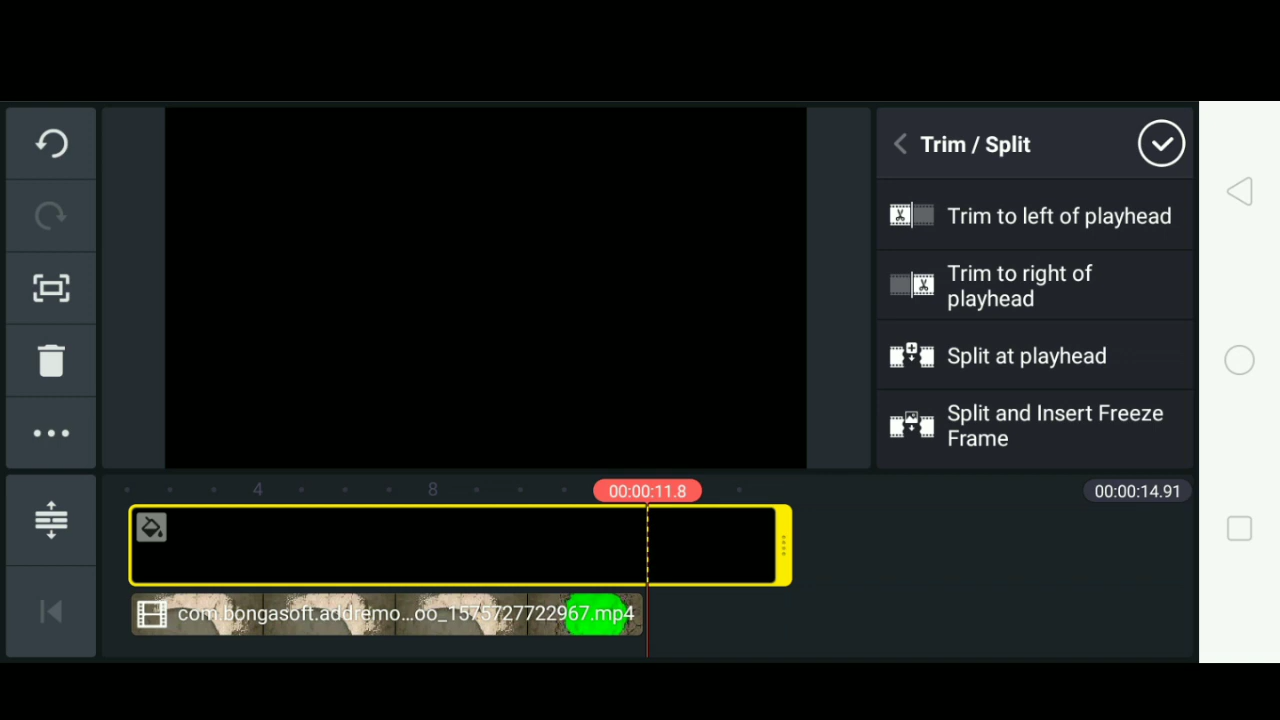 Trim / Split
Trim to left of playhead
Trim to right of
playhead
Split at playhead
Split and Insert Freeze
Frame
4
8
00:00:11.8
00:00:14.91
com.bongasoft.addremo...oo_1575727722967.mp4